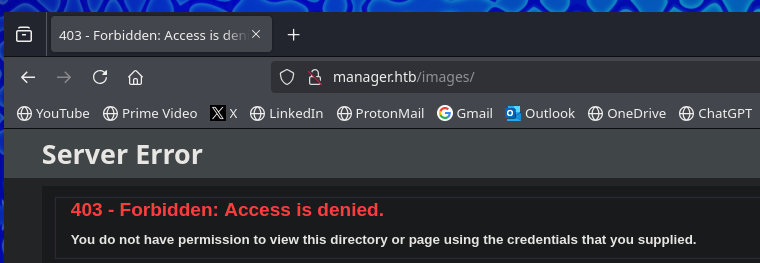 403 - Forbidden: Access is den
manager.htb/images/
YouTube Prime Video X LinkedIn ProtonMail Gmail Outlook OneDrive ChatGPT
Server Error
403 - Forbidden: Access is denied.
You do not have permission to view this directory or page using the credentials that you supplied.